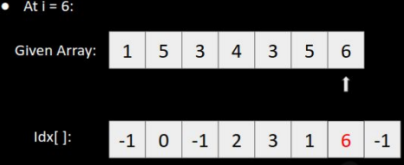 ● At i = 6:
Given Array: 1 5 3 4 3 5 6
Idx[ ]: -1 0 -1 2 3 1 6 -1